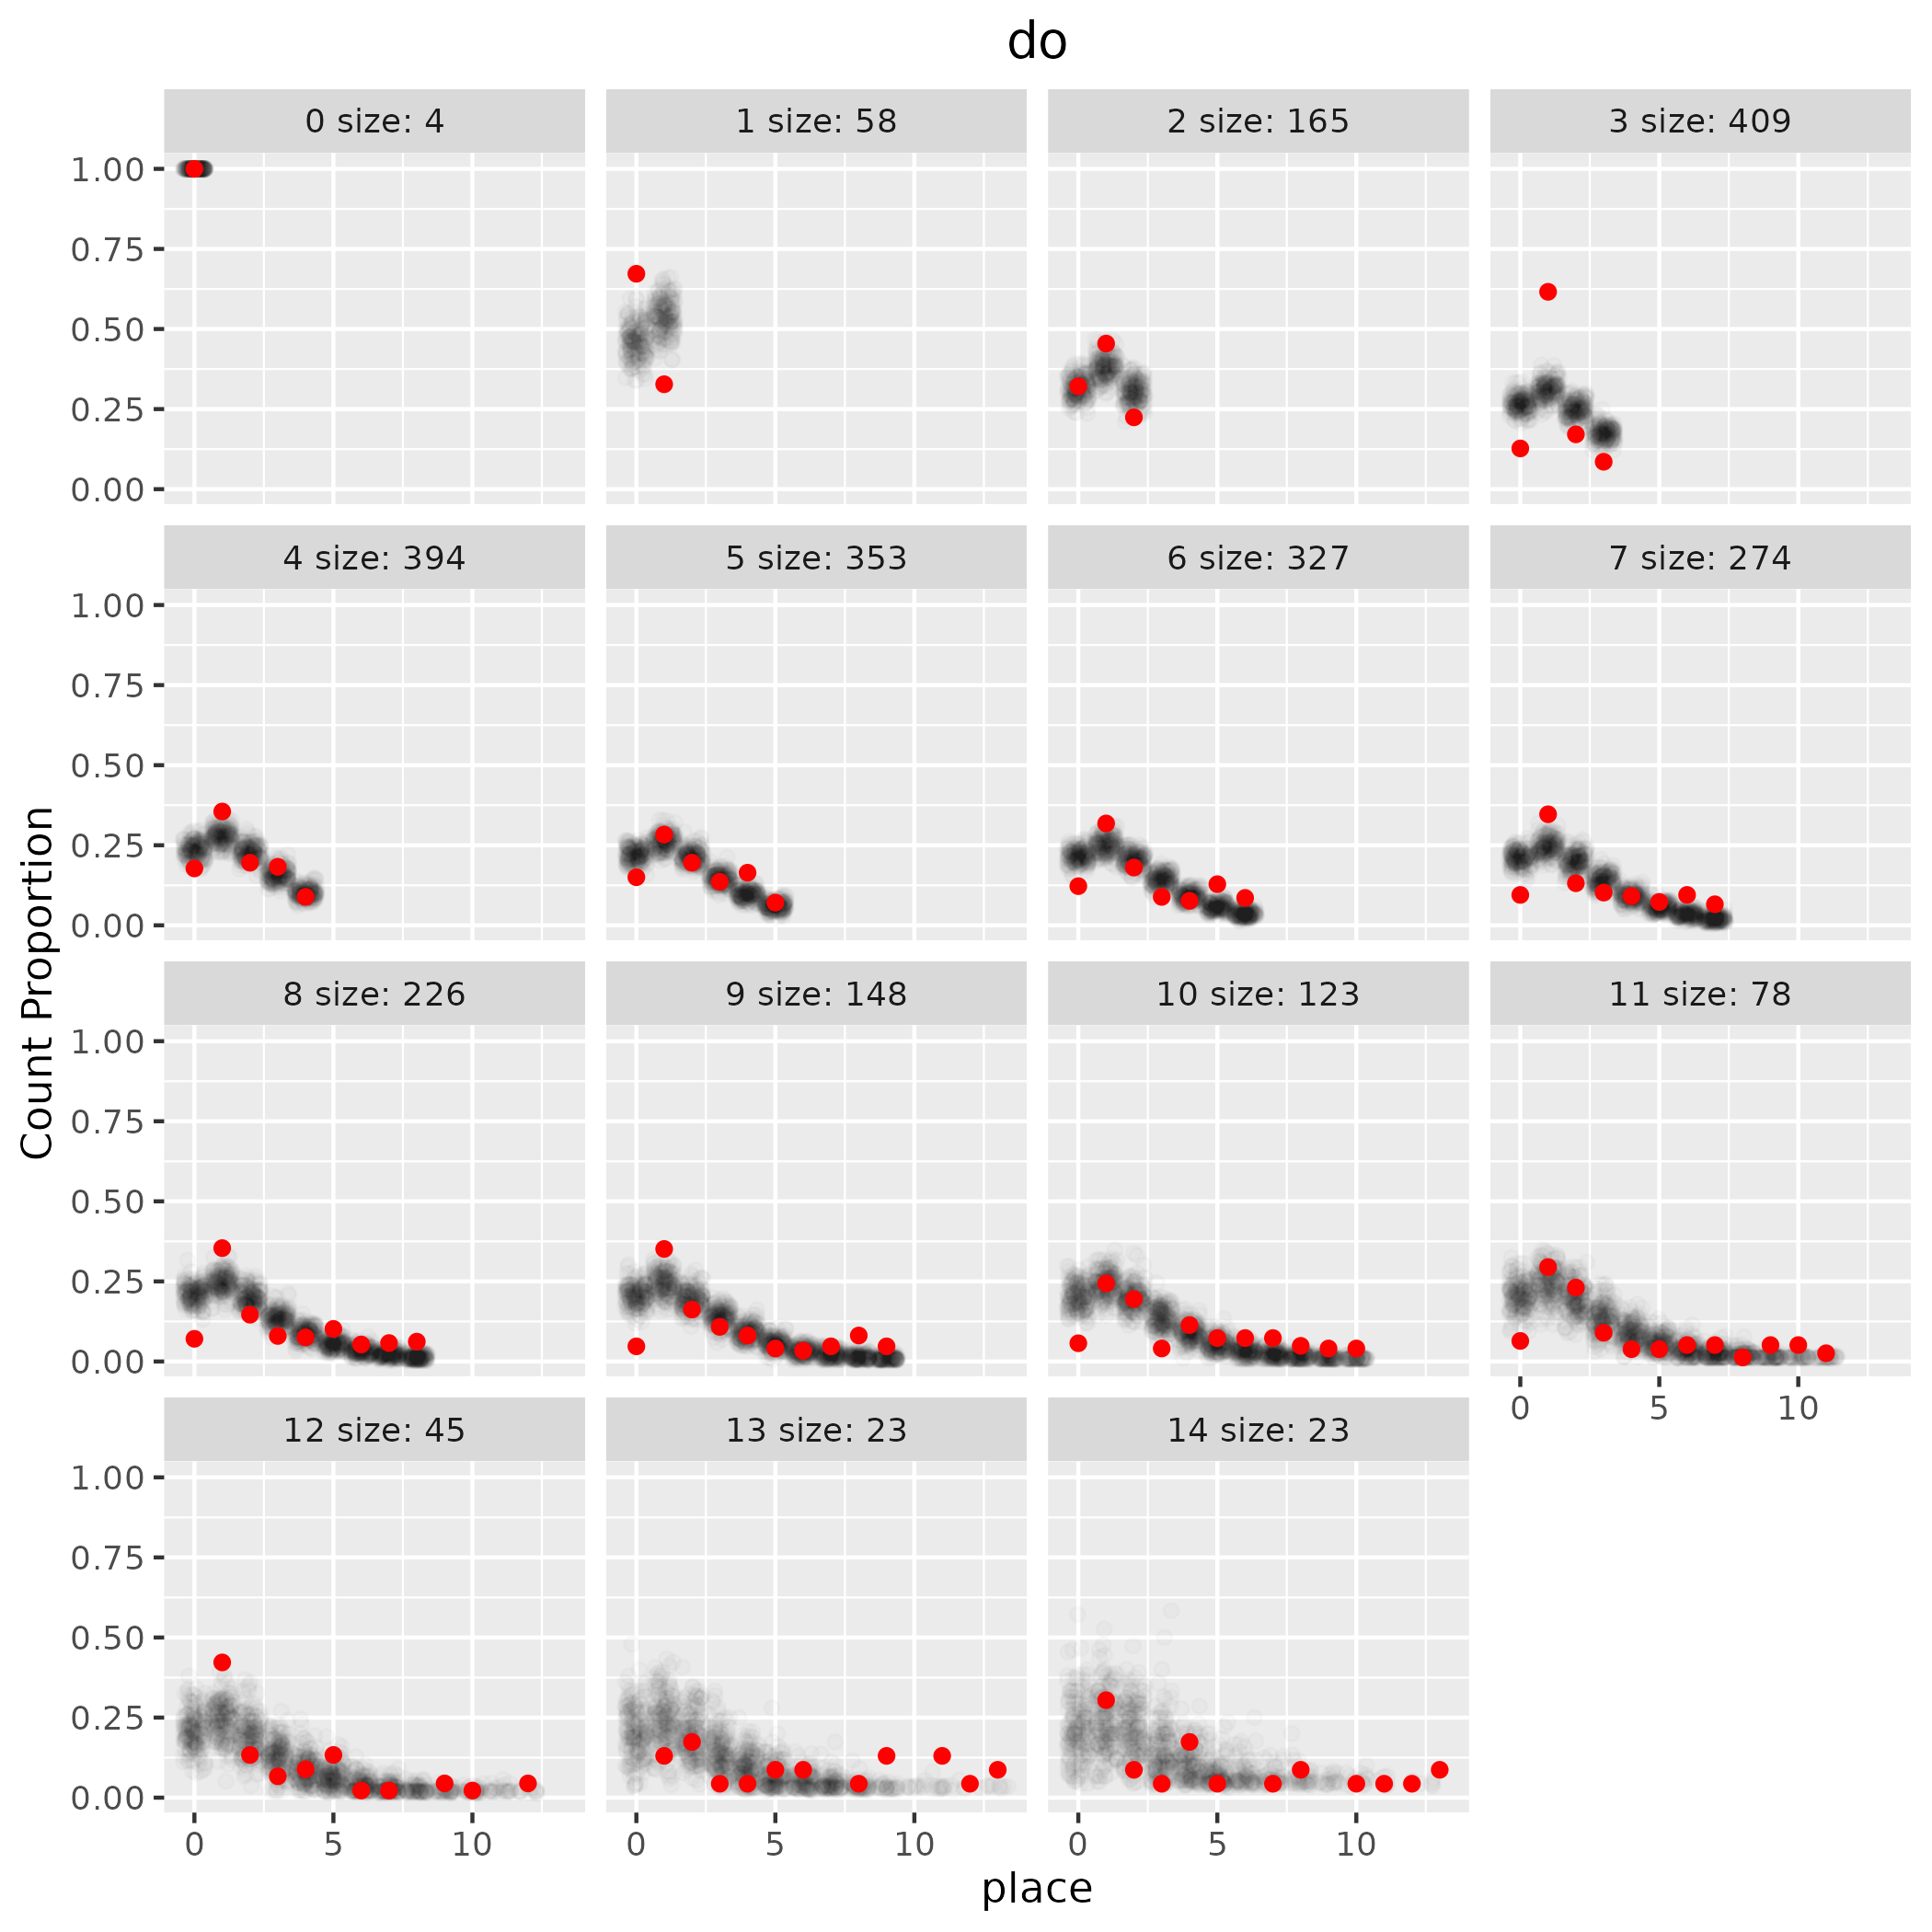 do
0 size: 4
1 size: 58
2 size: 165
3 size: 409
1.00
0.75
0.50
0.25
0.00
4 size: 394
5 size: 353
6 size: 327
7 size: 274
1.00
0.75
0.50
0.25
0.00
Count Proportion
8 size: 226
9 size: 148
10 size: 123
11 size: 78
1.00
0.75
0.50
0.25
0.00
0 5 10
12 size: 45
13 size: 23
14 size: 23
1.00
0.75
0.50
0.25
0.00
0 5 10
0 5 10
0 5 10
place